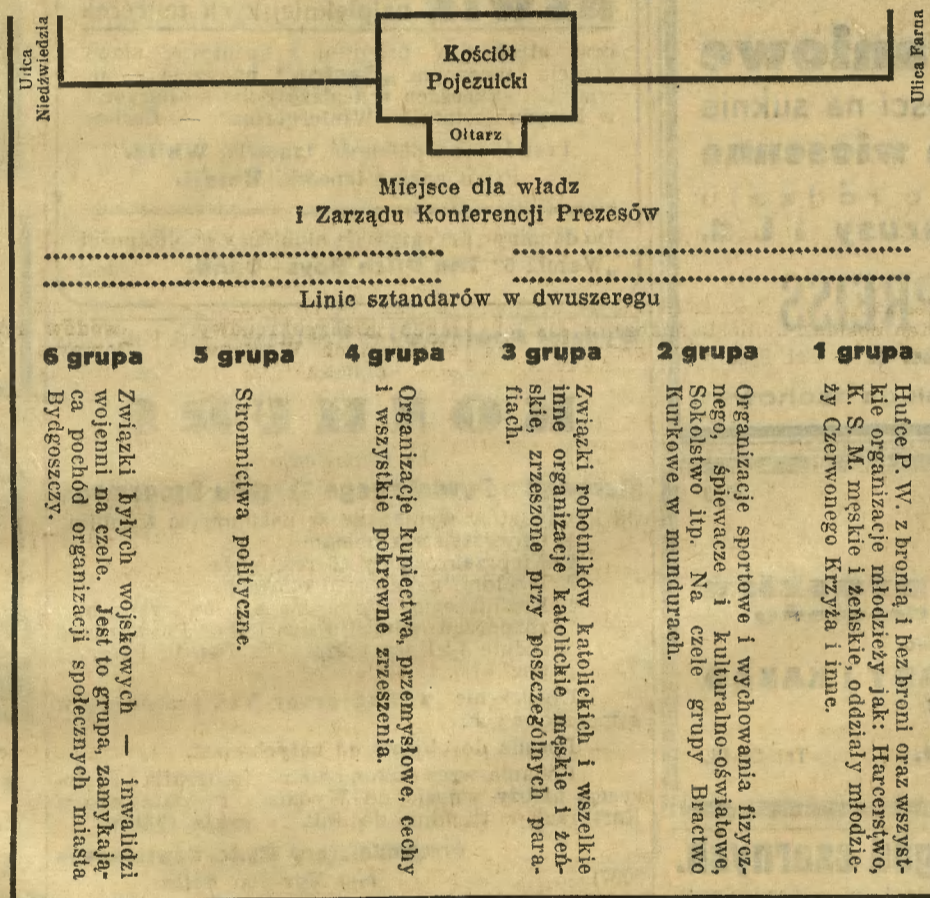 Ulica
Niedźwiedzia
Kościół
Pojezuicki
Ołtarz
Ulica Farna
Miejsce dla władz
i Zarządu Konferencji Prezesów
Linie sztandarów w dwuszeregu
6 grupa
Związki byłych wojskowych — inwalidzi
wojenni na czele. Jest to grupa, zamykają-
ca pochód organizacji społecznych miasta
Bydgoszczy.
5 grupa
Stronnictwa polityczne.
4 grupa
Organizacje kupiectwa, przemysłowe, cechy
i wszystkie pokrewne zrzeszenia.
3 grupa
Związki robotników katolickich i wszelkie
inne organizacje katolickie męskie i żeń-
skie, zrzeszone przy poszczególnych para-
fiach.
2 grupa
Organizacje sportowe i wychowania fizycz-
nego, śpiewacze i kulturalno-oświatowe,
Sokolstwo itp. Na czele grupy Bractwo
Kurkowe w mundurach.
1 grupa
Hufce P. W. z bronią i bez broni oraz wszyst-
kie organizacje młodzieży jak: Harcerstwo,
K. S. M. męskie i żeńskie, oddziały młodzie-
ży Czerwonego Krzyża i inne.